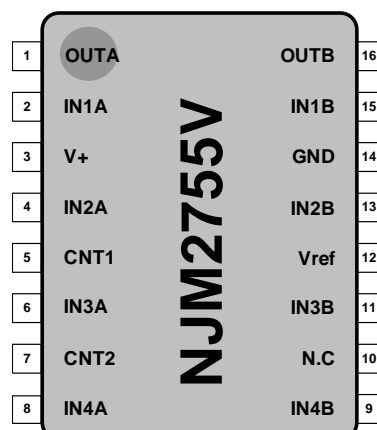 1 OUTA OUTB 16
2 IN1A IN1B 15
3 V+ GND 14
4 IN2A IN2B 13
5 CNT1 Vref 12
6 IN3A IN3B 11
7 CNT2 N.C 10
8 IN4A IN4B 9
NJM2755V